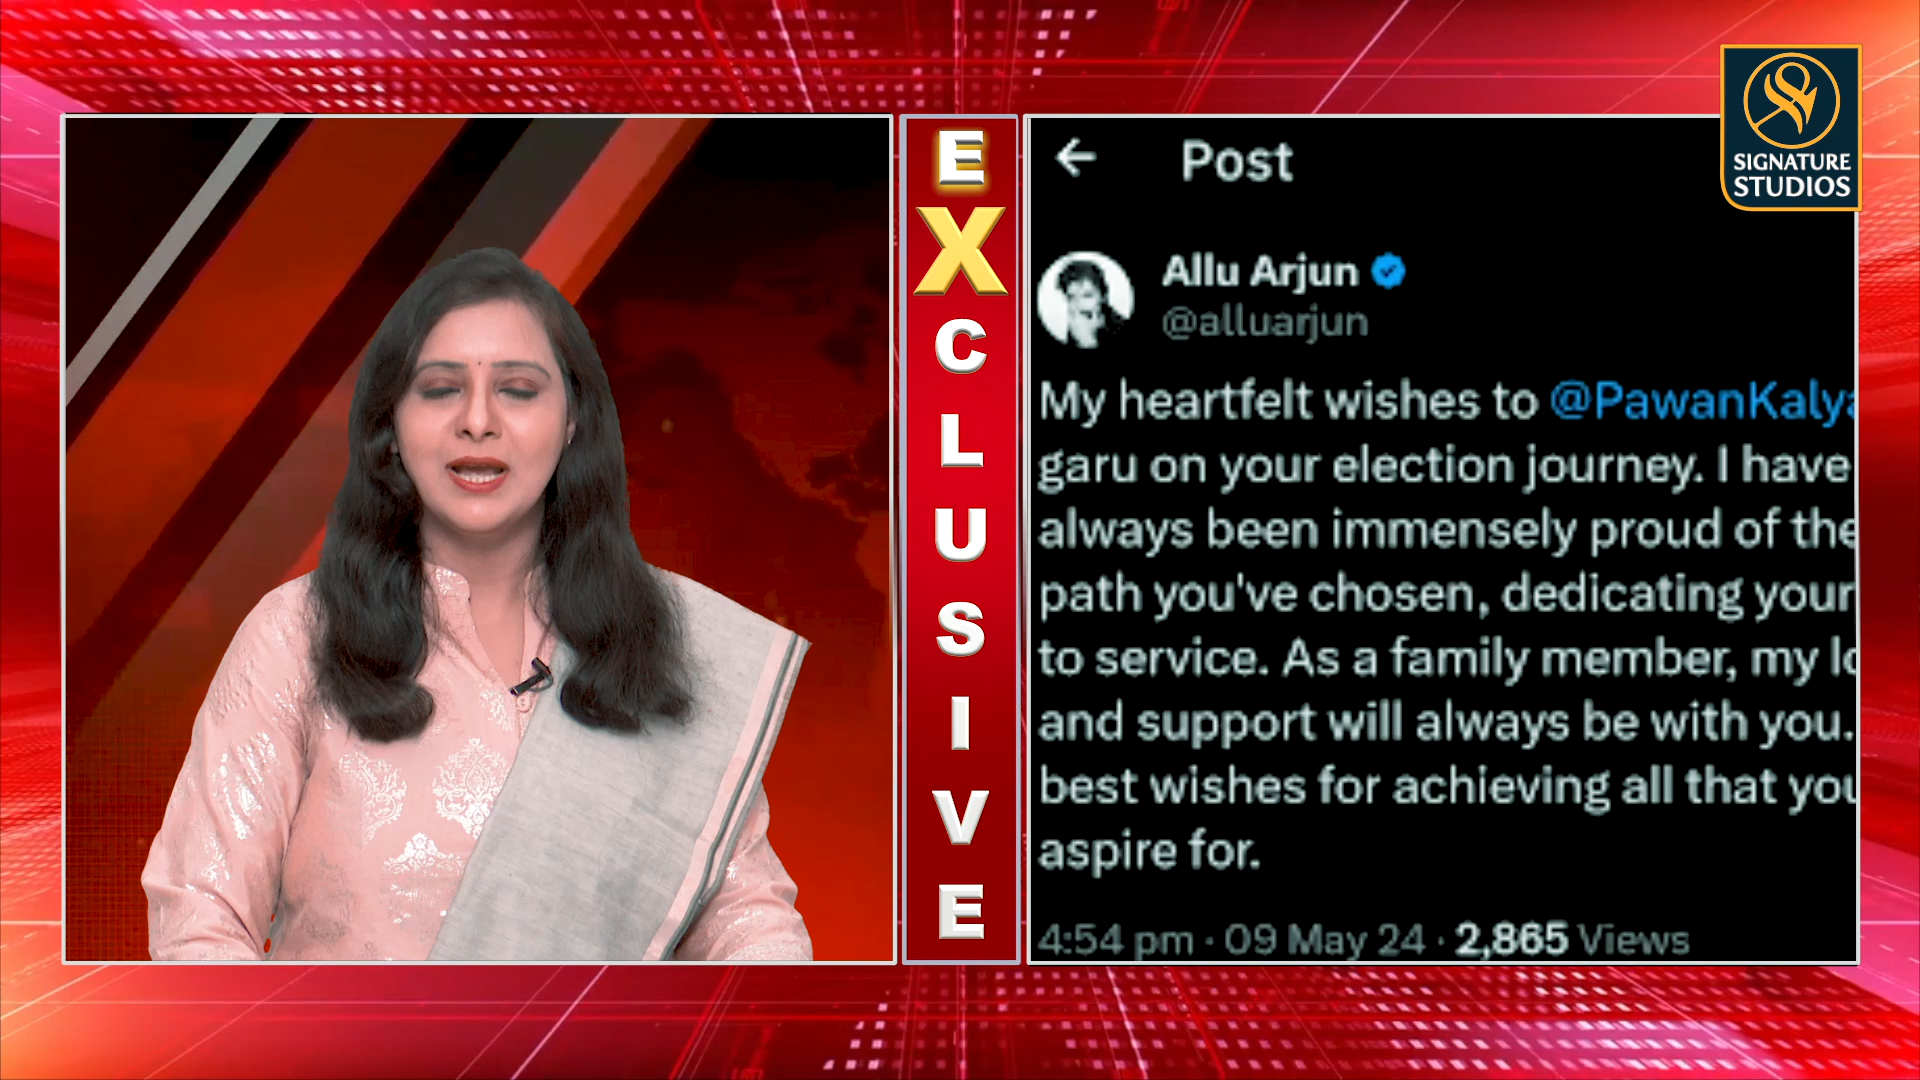 SIGNATURE
STUDIOS
EXCLUSIVE
Post
Allu Arjun
@alluarjun
My heartfelt wishes to @PawanKaly
garu on your election journey. I have
always been immensely proud of the
path you've chosen, dedicating your
to service. As a family member, my
and support will always be with you.
best wishes for achieving all that you
aspire for.
4:54 pm · 09 May 24 · 2,865 Views